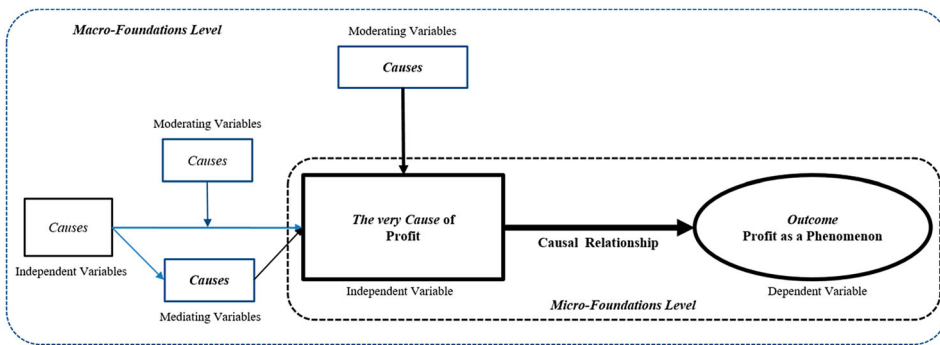 Macro-Foundations Level
Moderating Variables
Causes
Moderating Variables
Causes
Causes
Independent Variables
Causes
Mediating Variables
The very Cause of
Profit
Independent Variable
Causal Relationship
Outcome
Profit as a Phenomenon
Dependent Variable
Micro-Foundations Level